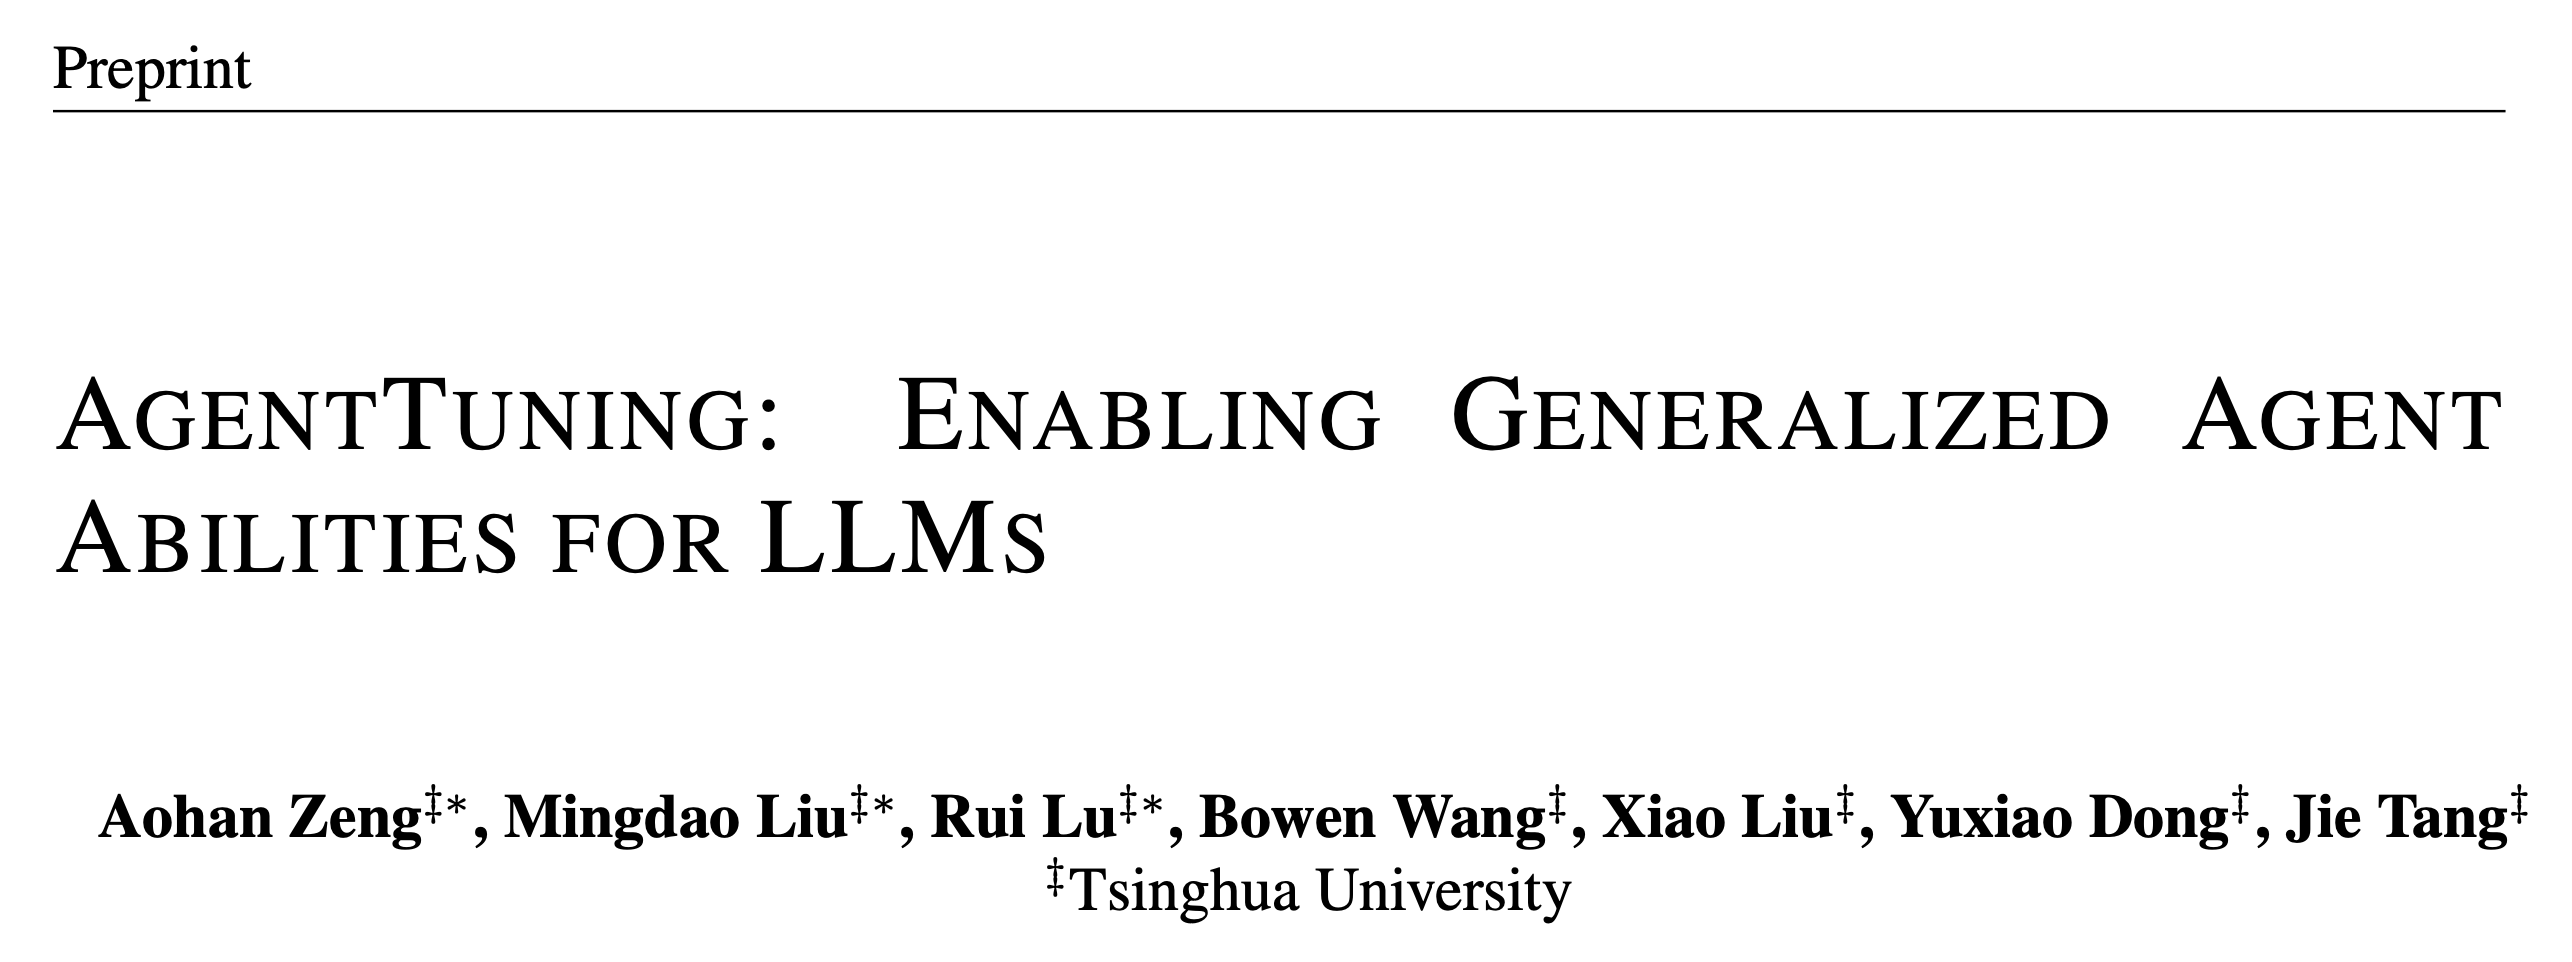 Preprint
AGENTTUNING: ENABLING GENERALIZED AGENT
ABILITIES FOR LLMS
Aohan Zeng‡*, Mingdao Liu‡*, Rui Lu‡*, Bowen Wang‡, Xiao Liu‡, Yuxiao Dong‡, Jie Tang‡
‡Tsinghua University